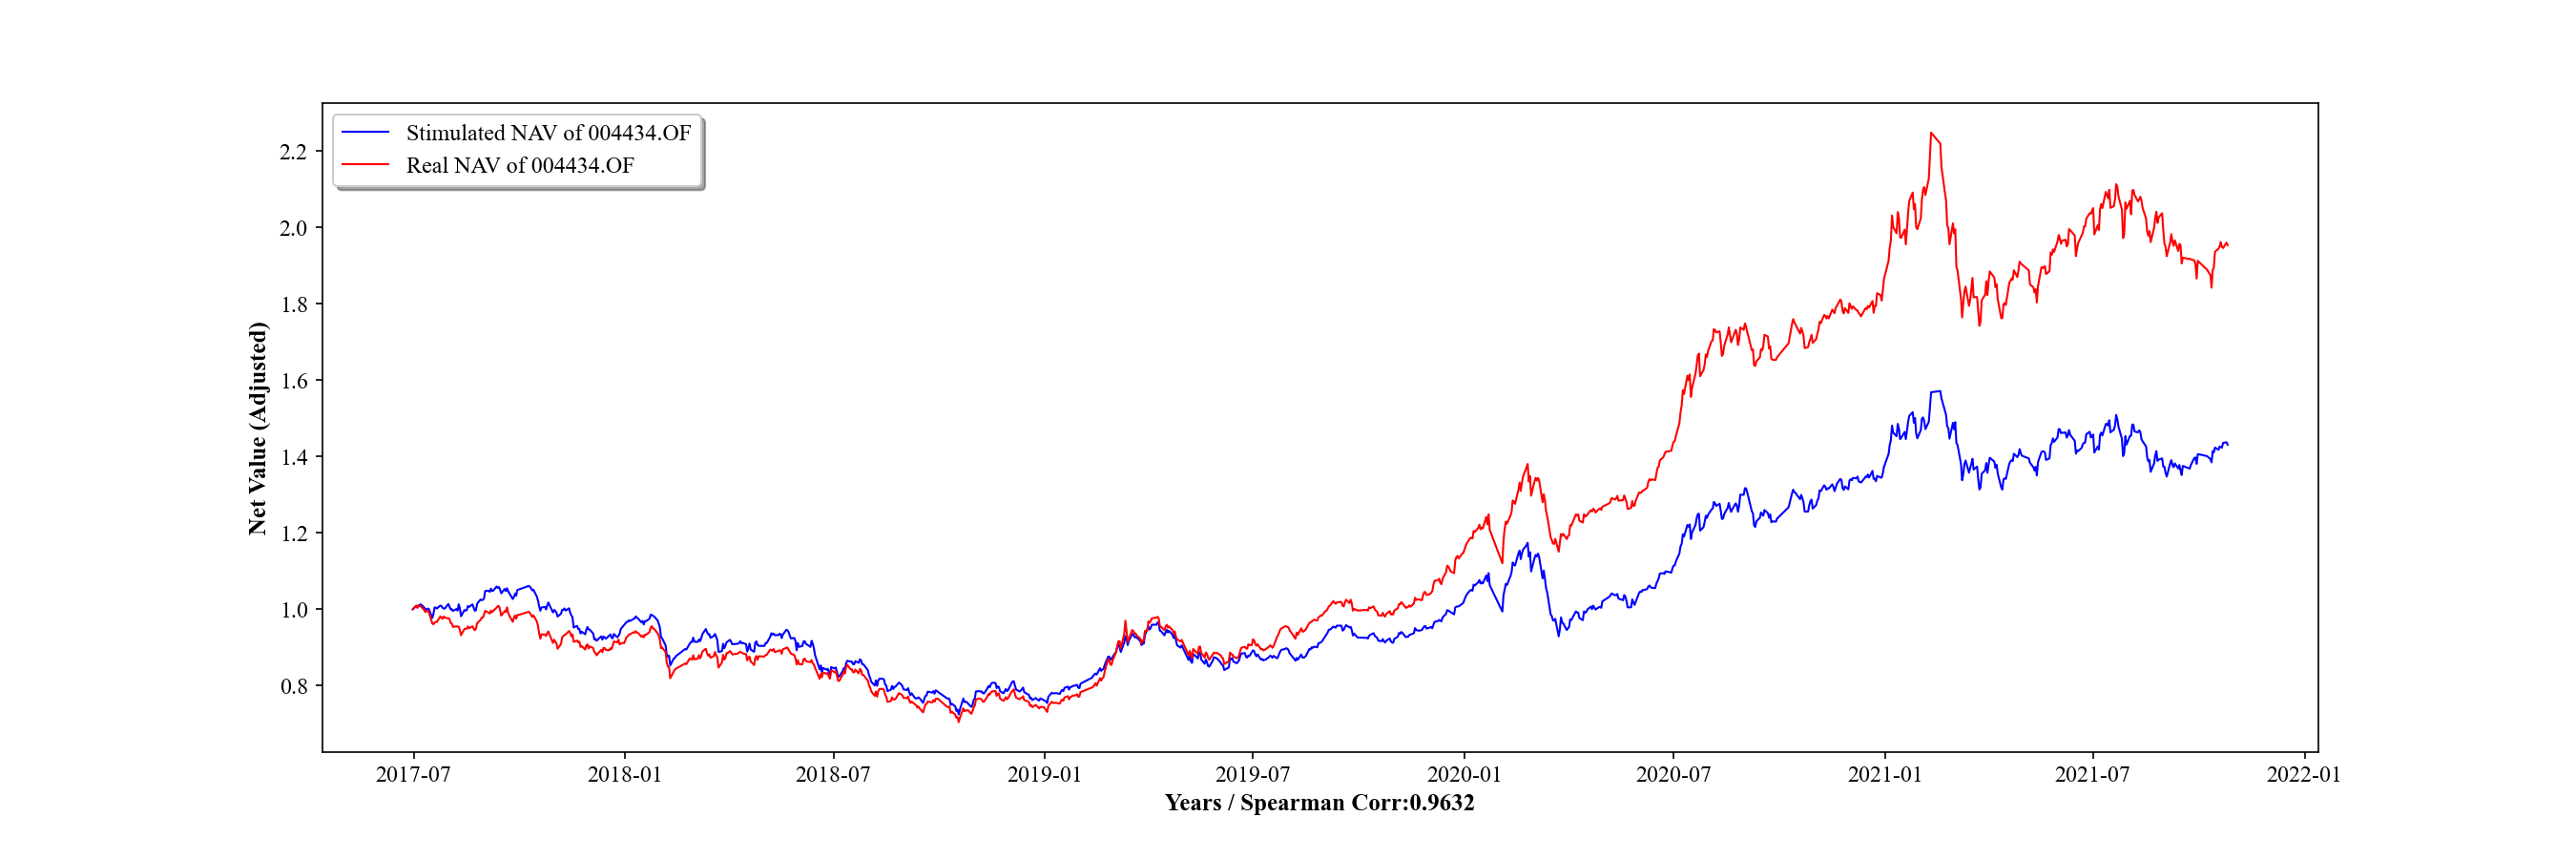 Stimulated NAV of 004434.OF
Real NAV of 004434.OF
Net Value (Adjusted)
2.2
2.0
1.8
1.6
1.4
1.2
1.0
0.8
2017-07 2018-01 2018-07 2019-01 2019-07 2020-01 2020-07 2021-01 2021-07 2022-01
Years / Spearman Corr:0.9632